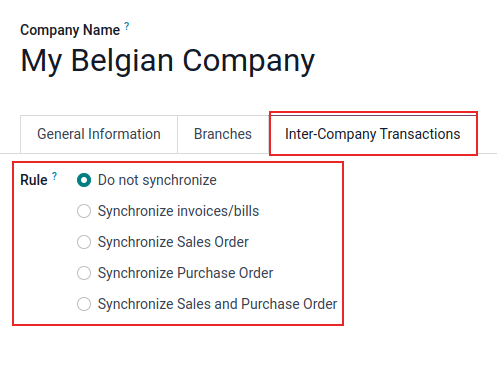 Company Name ?
My Belgian Company
General Information Branches Inter-Company Transactions
Rule ? Do not synchronize
Synchronize invoices/bills
Synchronize Sales Order
Synchronize Purchase Order
Synchronize Sales and Purchase Order